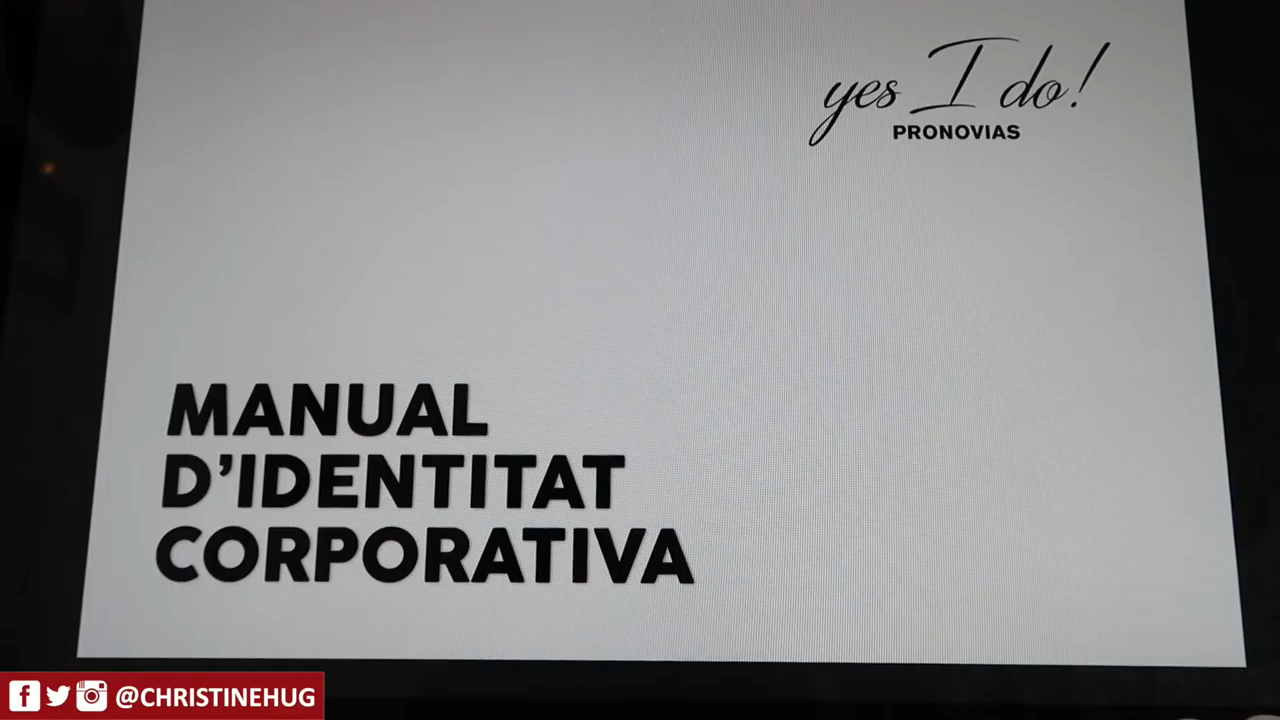 yes I do!
PRONOVIAS
MANUAL
D'IDENTITAT
CORPORATIVA
@CHRISTINEHUG